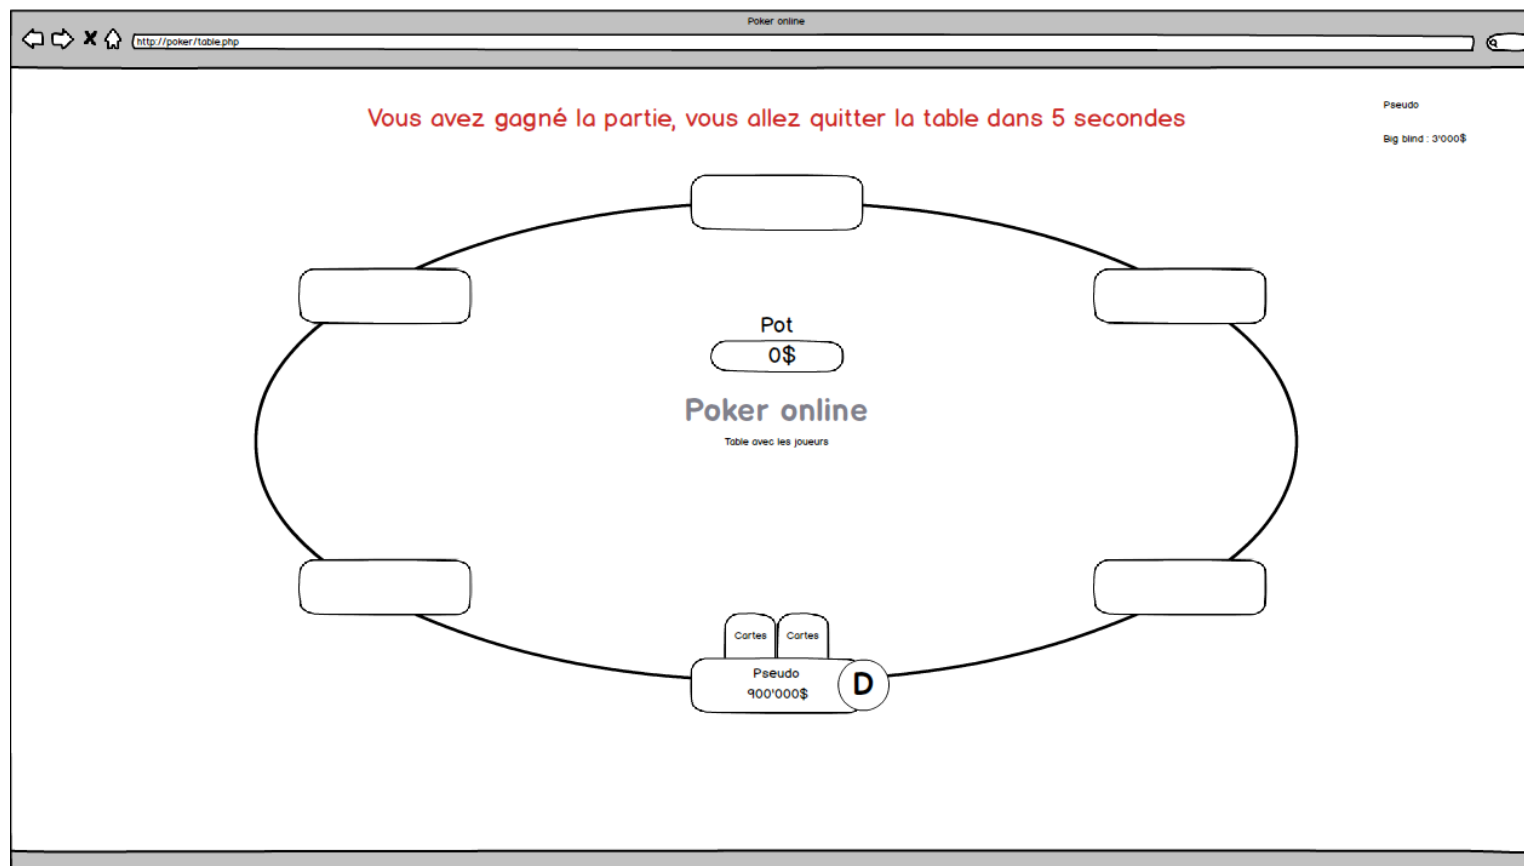 Poker online
http://poker/table.php
Vous avez gagné la partie, vous allez quitter la table dans 5 secondes
Pseudo
Big blind : 3'000$
Pot
0$
Poker online
Table avec les joueurs
Cartes Cartes
Pseudo
900'000$
D